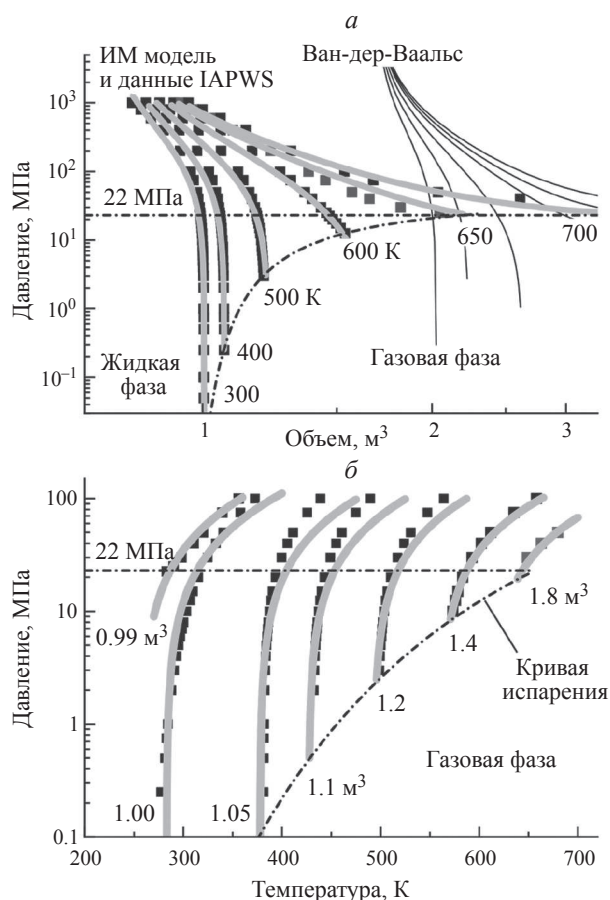 а
ИМ модель
и данные IAPWS
Ван-дер-Ваальс
10³
10²
22 МПа
10¹
10⁰
10⁻¹
Давление, МПа
600 К
650
700
500 К
400
300
Жидкая
фаза
Газовая фаза
1
2
3
Объем, м³
б
100
22 МПа
10
1
0.1
Давление, МПа
0.99 м³
1.8 м³
1.4
Кривая
испарения
1.2
Газовая фаза
1.1 м³
1.00
1.05
200
300
400
500
600
700
Температура, К